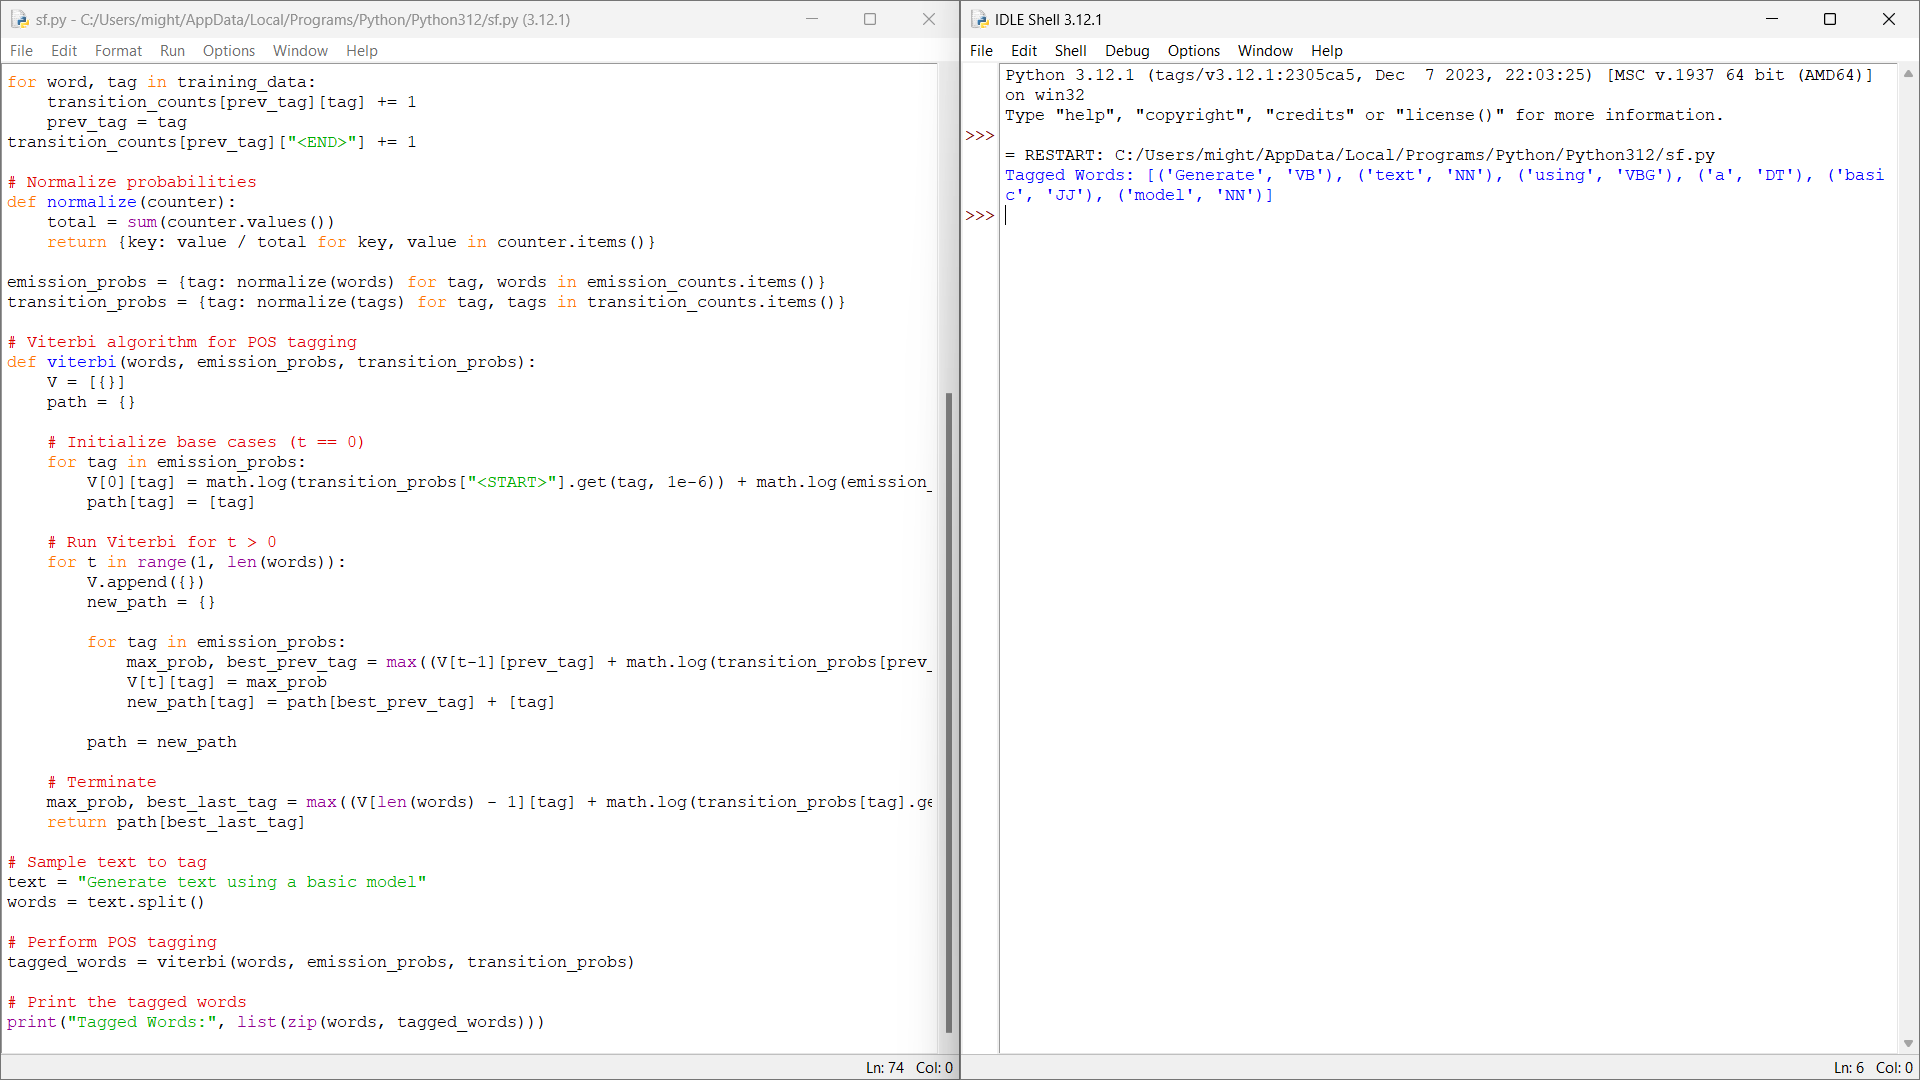 sf.py - C:/Users/might/AppData/Local/Programs/Python/Python312/sf.py (3.12.1)
File Edit Format Run Options Window Help
for word, tag in training_data:
    transition_counts[prev_tag][tag] += 1
    prev_tag = tag
transition_counts[prev_tag]["<END>"] += 1
# Normalize probabilities
def normalize(counter):
    total = sum(counter.values())
    return {key: value / total for key, value in counter.items()}
emission_probs = {tag: normalize(words) for tag, words in emission_counts.items()}
transition_probs = {tag: normalize(tags) for tag, tags in transition_counts.items()}
# Viterbi algorithm for POS tagging
def viterbi(words, emission_probs, transition_probs):
    V = [{}]
    path = {}
    # Initialize base cases (t == 0)
    for tag in emission_probs:
        V[0][tag] = math.log(transition_probs["<START>"].get(tag, 1e-6)) + math.log(emission_
        path[tag] = [tag]
    # Run Viterbi for t > 0
    for t in range(1, len(words)):
        V.append({})
        new_path = {}
        for tag in emission_probs:
            max_prob, best_prev_tag = max((V[t-1][prev_tag] + math.log(transition_probs[prev_
            V[t][tag] = max_prob
            new_path[tag] = path[best_prev_tag] + [tag]
        path = new_path
    # Terminate
    max_prob, best_last_tag = max((V[len(words) - 1][tag] + math.log(transition_probs[tag].ge
    return path[best_last_tag]
# Sample text to tag
text = "Generate text using a basic model"
words = text.split()
# Perform POS tagging
tagged_words = viterbi(words, emission_probs, transition_probs)
# Print the tagged words
print("Tagged Words:", list(zip(words, tagged_words)))
Ln: 74 Col: 0
IDLE Shell 3.12.1
File Edit Shell Debug Options Window Help
Python 3.12.1 (tags/v3.12.1:2305ca5, Dec  7 2023, 22:03:25) [MSC v.1937 64 bit (AMD64)]
on win32
Type "help", "copyright", "credits" or "license()" for more information.
>>>
= RESTART: C:/Users/might/AppData/Local/Programs/Python/Python312/sf.py
Tagged Words: [('Generate', 'VB'), ('text', 'NN'), ('using', 'VBG'), ('a', 'DT'), ('basi
c', 'JJ'), ('model', 'NN')]
>>>
Ln: 6 Col: 0